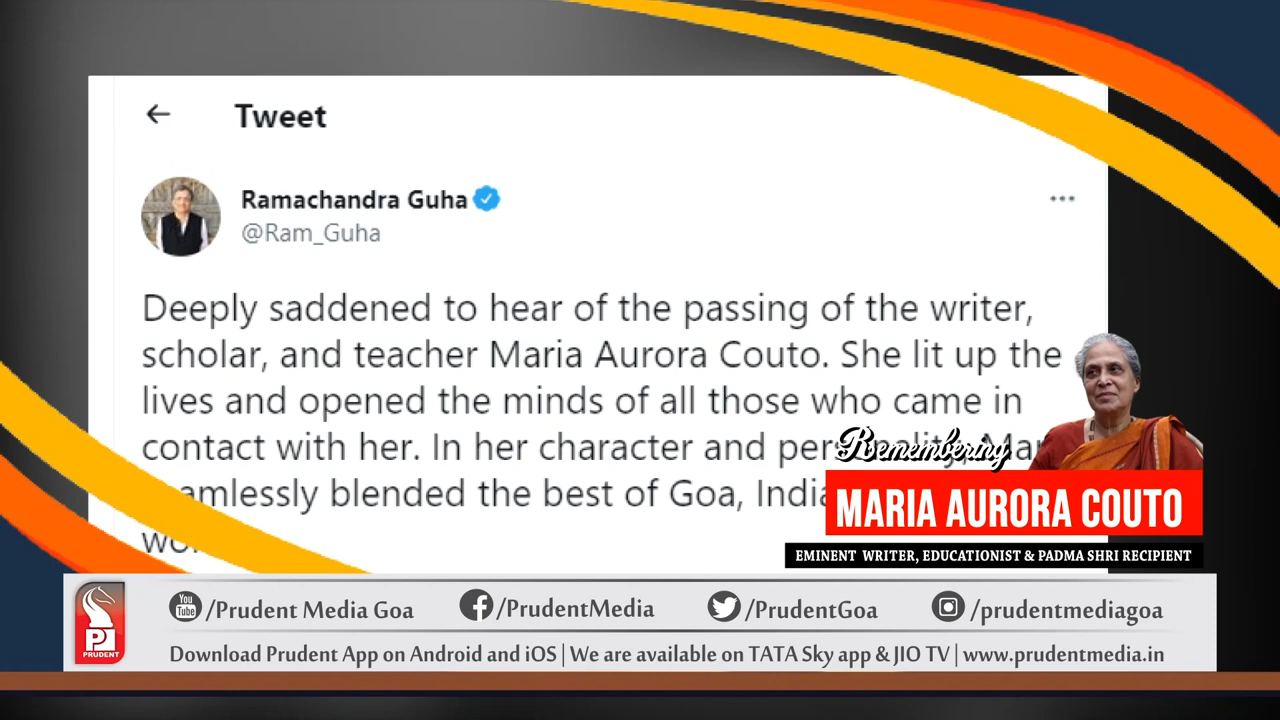 Tweet
Ramachandra Guha
@Ram_Guha
Deeply saddened to hear of the passing of the writer,
scholar, and teacher Maria Aurora Couto. She lit up the
lives and opened the minds of all those who came in
contact with her. In her character and
blended the best of Goa,
Remembering
MARIA AURORA COUTO
EMINENT WRITER, EDUCATIONIST & PADMA SHRI RECIPIENT
PJ
PRUDENT
You Tube /Prudent Media Goa
f /PrudentMedia
/PrudentGoa
/prudentmediagoa
Download Prudent App on Android and iOS | We are available on TATA Sky app & JIO TV | www.prudentmedia.in